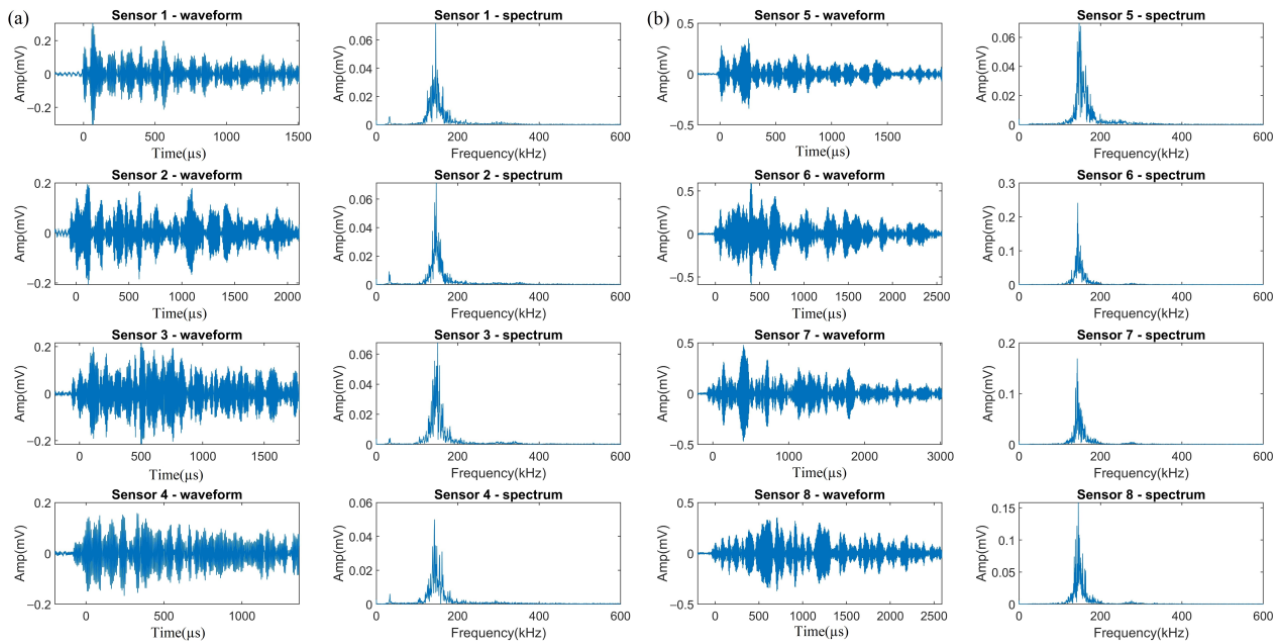 (a)
Sensor 1 - waveform
Amp(mV)
0.2
0
-0.2
0 500 1000 1500
Time(µs)
Sensor 1 - spectrum
Amp(mV)
0.06
0.04
0.02
0
0 200 400 600
Frequency(kHz)
(b)
Sensor 5 - waveform
Amp(mV)
0.5
0
-0.5
0 500 1000 1500
Time(µs)
Sensor 5 - spectrum
Amp(mV)
0.06
0.04
0.02
0
0 200 400 600
Frequency(kHz)
Sensor 2 - waveform
Amp(mV)
0.2
0
-0.2
0 500 1000 1500 2000
Time(µs)
Sensor 2 - spectrum
Amp(mV)
0.06
0.04
0.02
0
0 200 400 600
Frequency(kHz)
Sensor 6 - waveform
Amp(mV)
0.5
0
-0.5
0 500 1000 1500 2000 2500
Time(µs)
Sensor 6 - spectrum
Amp(mV)
0.3
0.2
0.1
0
0 200 400 600
Frequency(kHz)
Sensor 3 - waveform
Amp(mV)
0.2
0
-0.2
0 500 1000 1500
Time(µs)
Sensor 3 - spectrum
Amp(mV)
0.06
0.04
0.02
0
0 200 400 600
Frequency(kHz)
Sensor 7 - waveform
Amp(mV)
0.5
0
-0.5
0 1000 2000 3000
Time(µs)
Sensor 7 - spectrum
Amp(mV)
0.2
0.1
0
0 200 400 600
Frequency(kHz)
Sensor 4 - waveform
Amp(mV)
0.2
0
-0.2
0 500 1000
Time(µs)
Sensor 4 - spectrum
Amp(mV)
0.06
0.04
0.02
0
0 200 400 600
Frequency(kHz)
Sensor 8 - waveform
Amp(mV)
0.5
0
-0.5
0 500 1000 1500 2000 2500
Time(µs)
Sensor 8 - spectrum
Amp(mV)
0.15
0.1
0.05
0
0 200 400 600
Frequency(kHz)